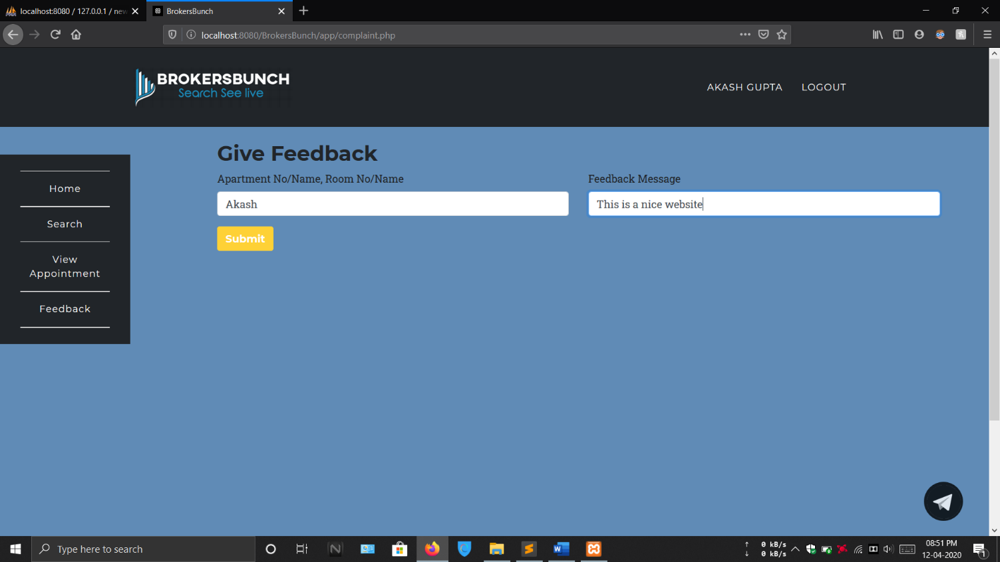 localhost:8080 / 127.0.0.1 / new
BrokersBunch
localhost:8080/BrokersBunch/app/complaint.php
BROKERSBUNCH
Search See live
AKASH GUPTA
LOGOUT
Home
Search
View
Appointment
Feedback
Give Feedback
Apartment No/Name, Room No/Name
Feedback Message
Akash
This is a nice website
Submit
Type here to search
0 kB/s
0 kB/s
08:51 PM
12-04-2020
1